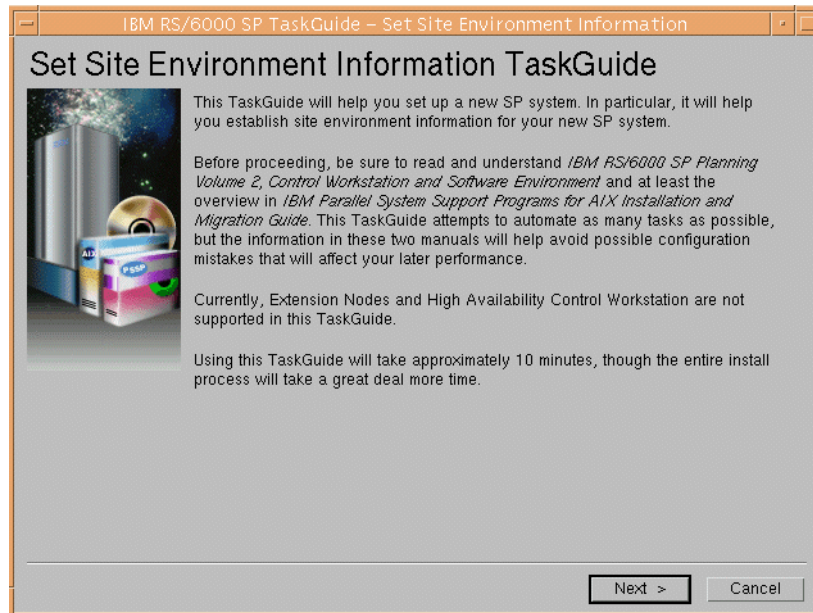 IBM RS/6000 SP TaskGuide – Set Site Environment Information
Set Site Environment Information TaskGuide
This TaskGuide will help you set up a new SP system. In particular, it will help
you establish site environment information for your new SP system.
Before proceeding, be sure to read and understand IBM RS/6000 SP Planning
Volume 2, Control Workstation and Software Environment and at least the
overview in IBM Parallel System Support Programs for AIX Installation and
Migration Guide. This TaskGuide attempts to automate as many tasks as possible,
but the information in these two manuals will help avoid possible configuration
mistakes that will affect your later performance.
Currently, Extension Nodes and High Availability Control Workstation are not
supported in this TaskGuide.
Using this TaskGuide will take approximately 10 minutes, though the entire install
process will take a great deal more time.
AIX
PSSP
Next >
Cancel